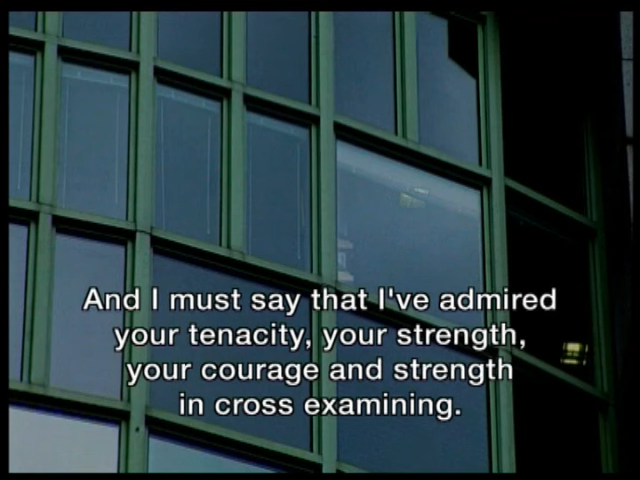 And I must say that I've admired
your tenacity, your strength,
your courage and strength
in cross examining.